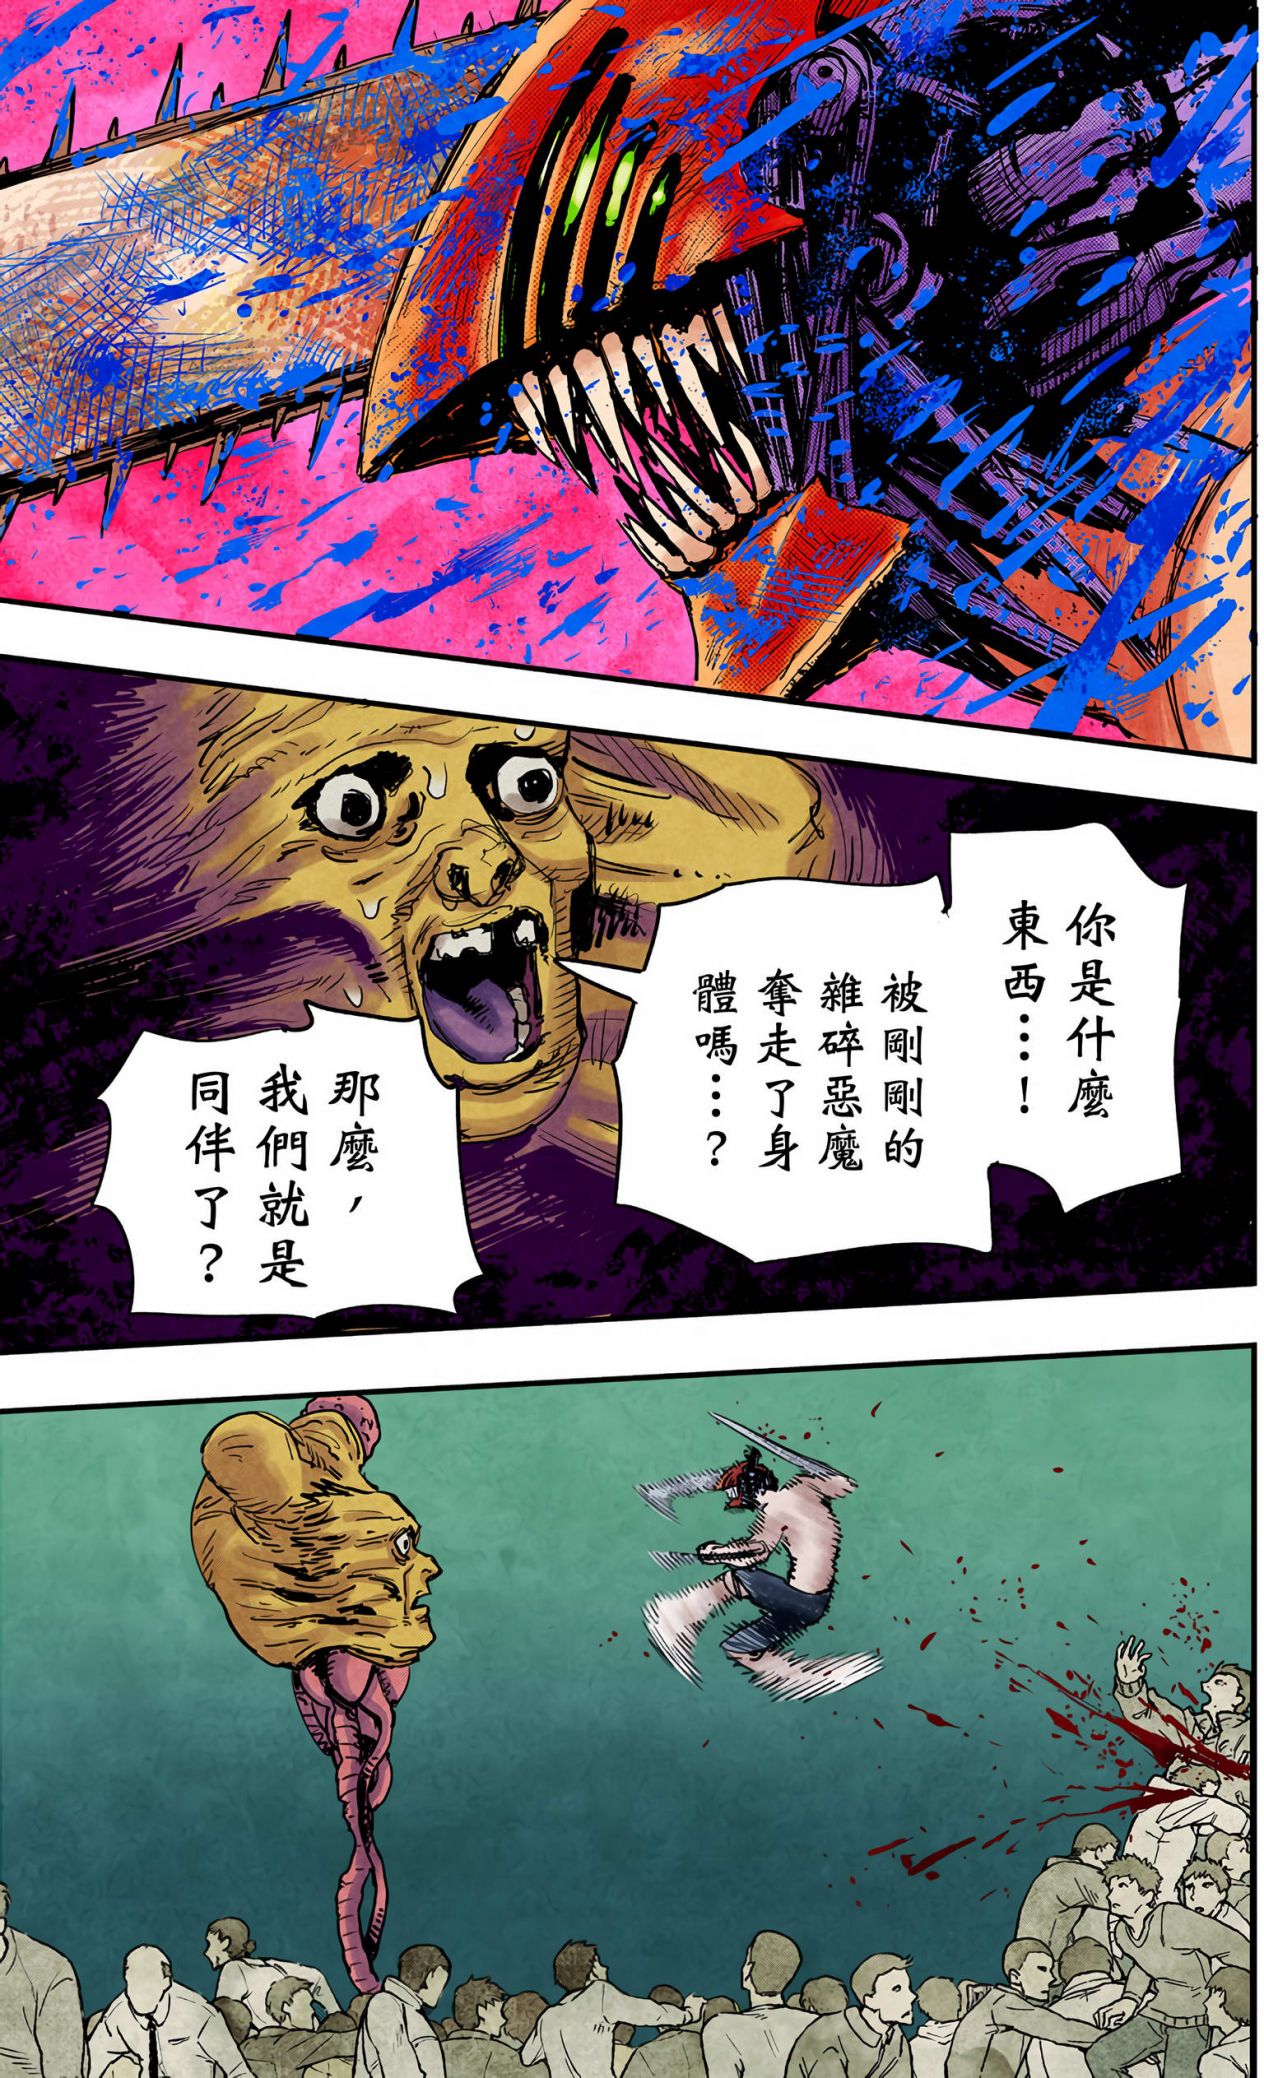 你是什麼
東西…！
被剛剛的
雜碎惡魔
奪走了身
體嗎…？
那麼，
我們就是
同伴了？